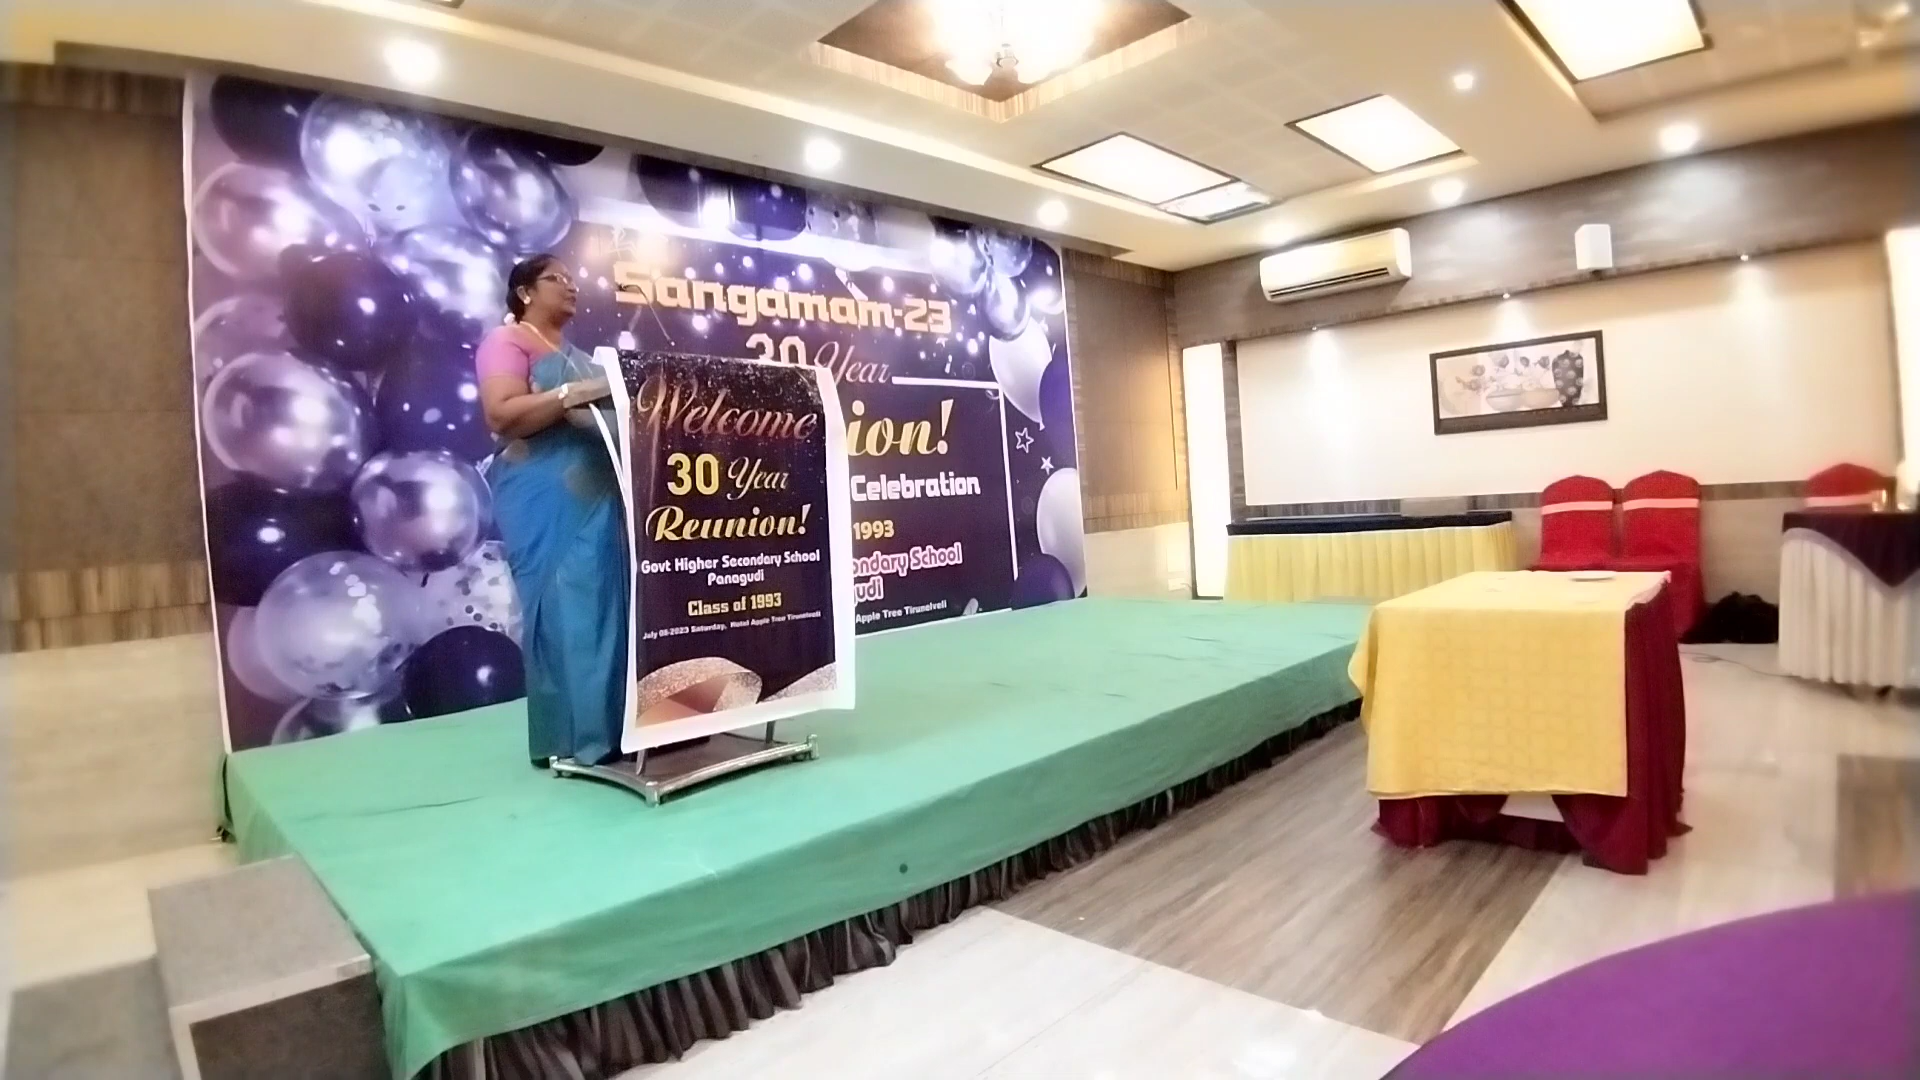 Sangamam-23
30 Year
ion!
Celebration
1993
ondary School
udi
Apple Tree Tirunelveli
Welcome
30 Year
Reunion!
Govt Higher Secondary School
Panagudi
Class of 1993
July 08-2023 Saturday, Hotel Apple Tree Tirunelveli